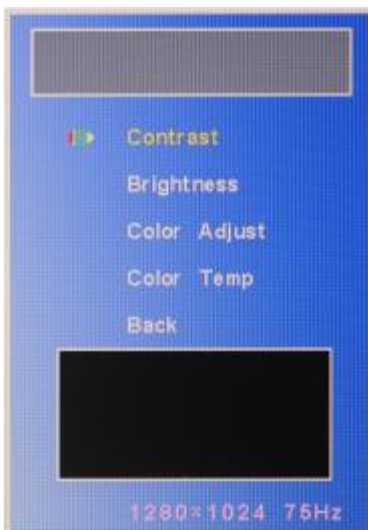 Contrast
Brightness
Color Adjust
Color Temp
Back
1280×1024 75Hz